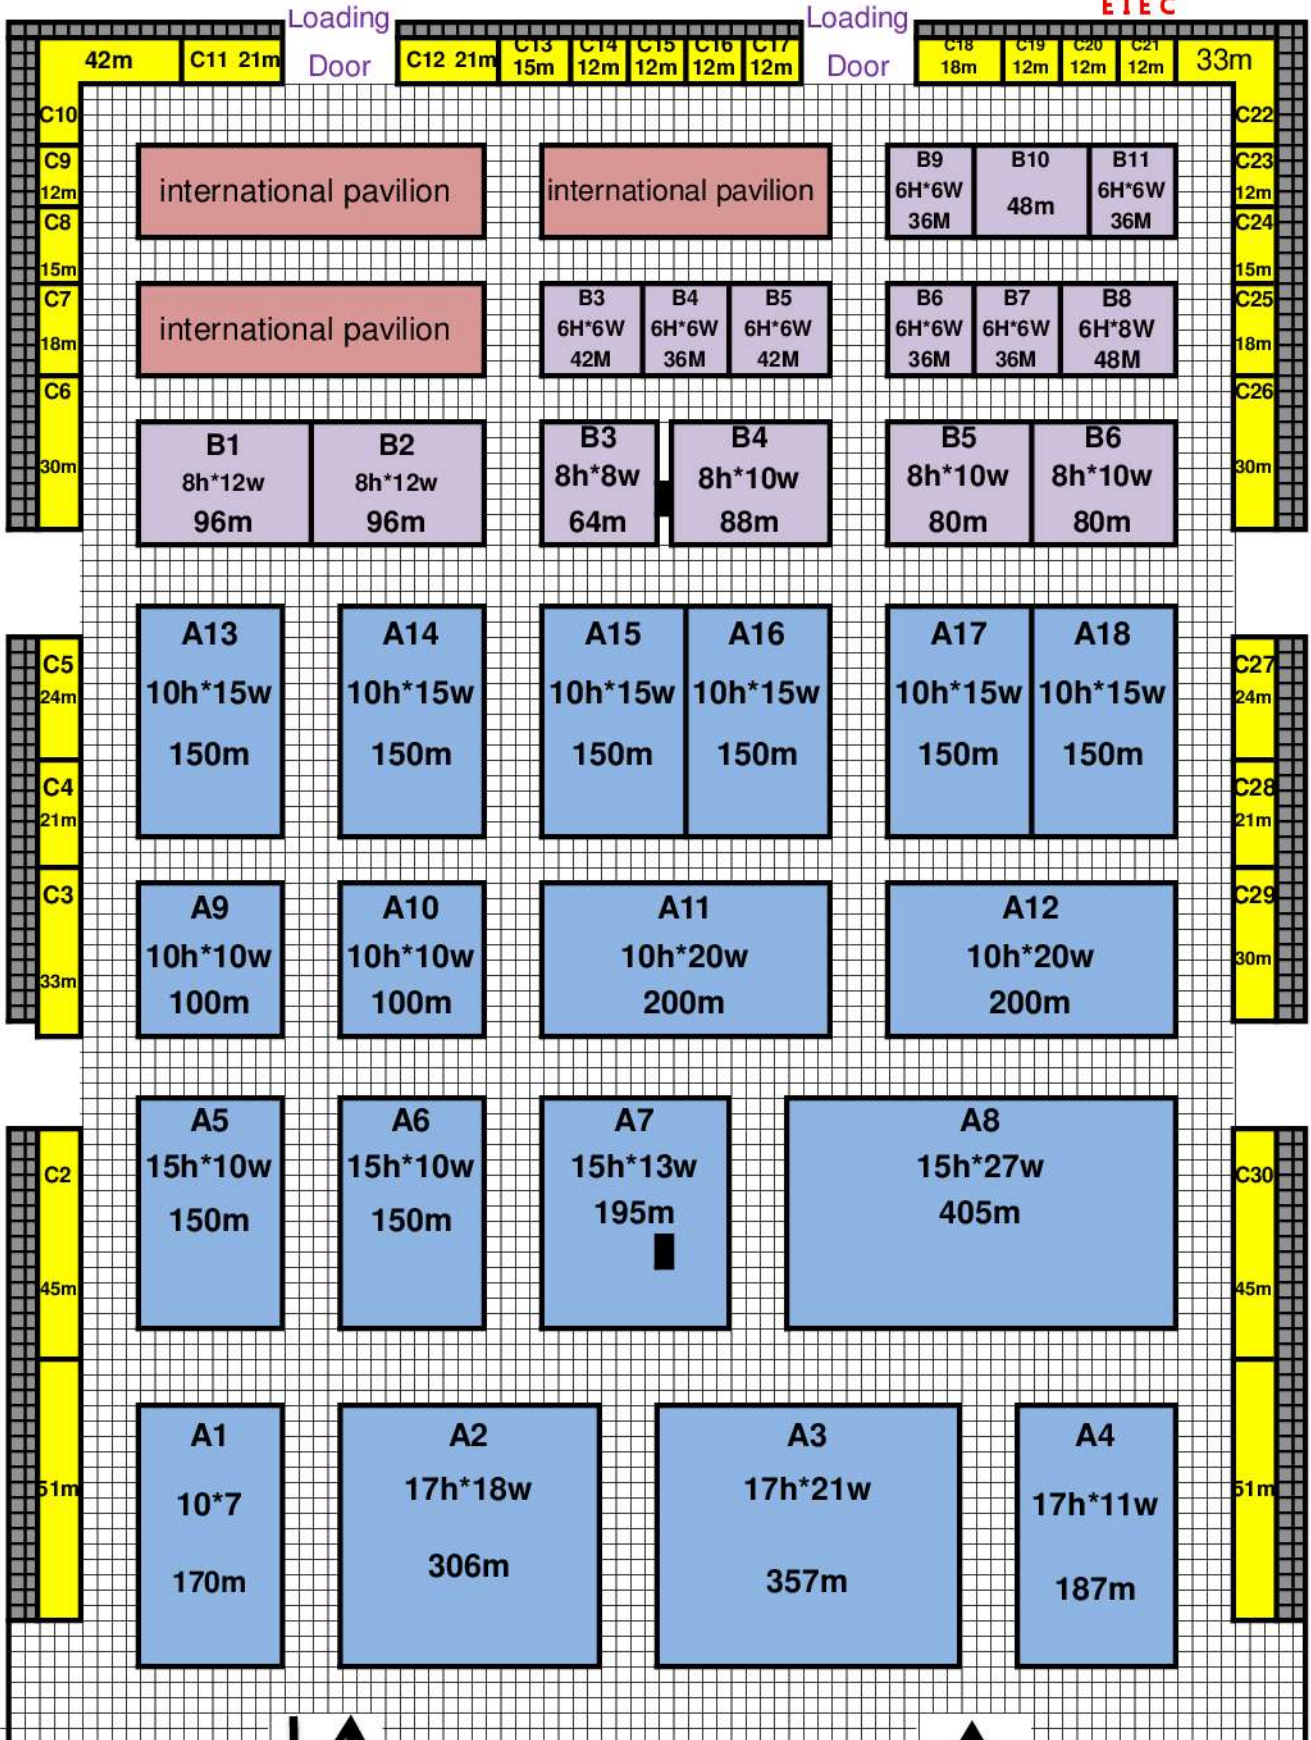 E I E C
Loading
Loading
Door
Door
42m
C11 21m
C12 21m
C13
15m
C14
12m
C15
12m
C16
12m
C17
12m
C18
18m
C19
12m
C20
12m
C21
12m
33m
C10
C22
C9
12m
international pavilion
international pavilion
B9
6H*6W
36M
B10
48m
B11
6H*6W
36M
C23
12m
C8
15m
C24
15m
C7
18m
international pavilion
B3
6H*6W
42M
B4
6H*6W
36M
B5
6H*6W
42M
B6
6H*6W
36M
B7
6H*6W
36M
B8
6H*8W
48M
C25
18m
C6
30m
B1
8h*12w
96m
B2
8h*12w
96m
B3
8h*8w
64m
B4
8h*10w
88m
B5
8h*10w
80m
B6
8h*10w
80m
C26
30m
C5
24m
A13
10h*15w
150m
A14
10h*15w
150m
A15
10h*15w
150m
A16
10h*15w
150m
A17
10h*15w
150m
A18
10h*15w
150m
C27
24m
C4
21m
C28
21m
C3
33m
A9
10h*10w
100m
A10
10h*10w
100m
A11
10h*20w
200m
A12
10h*20w
200m
C29
30m
C2
45m
A5
15h*10w
150m
A6
15h*10w
150m
A7
15h*13w
195m
A8
15h*27w
405m
C30
45m
51m
A1
10*7
170m
A2
17h*18w
306m
A3
17h*21w
357m
A4
17h*11w
187m
51m